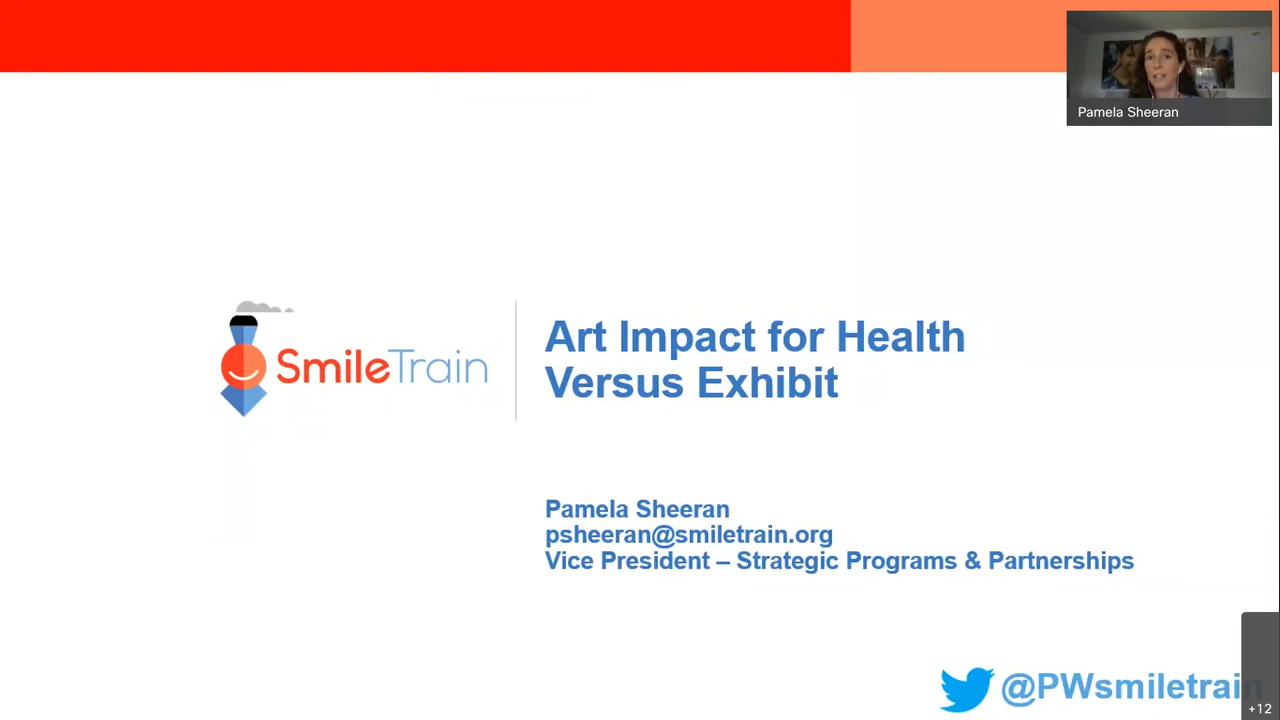 Pamela Sheeran
SmileTrain
Art Impact for Health
Versus Exhibit
Pamela Sheeran
psheeran@smiletrain.org
Vice President – Strategic Programs & Partnerships
@PWsmiletrain
+12